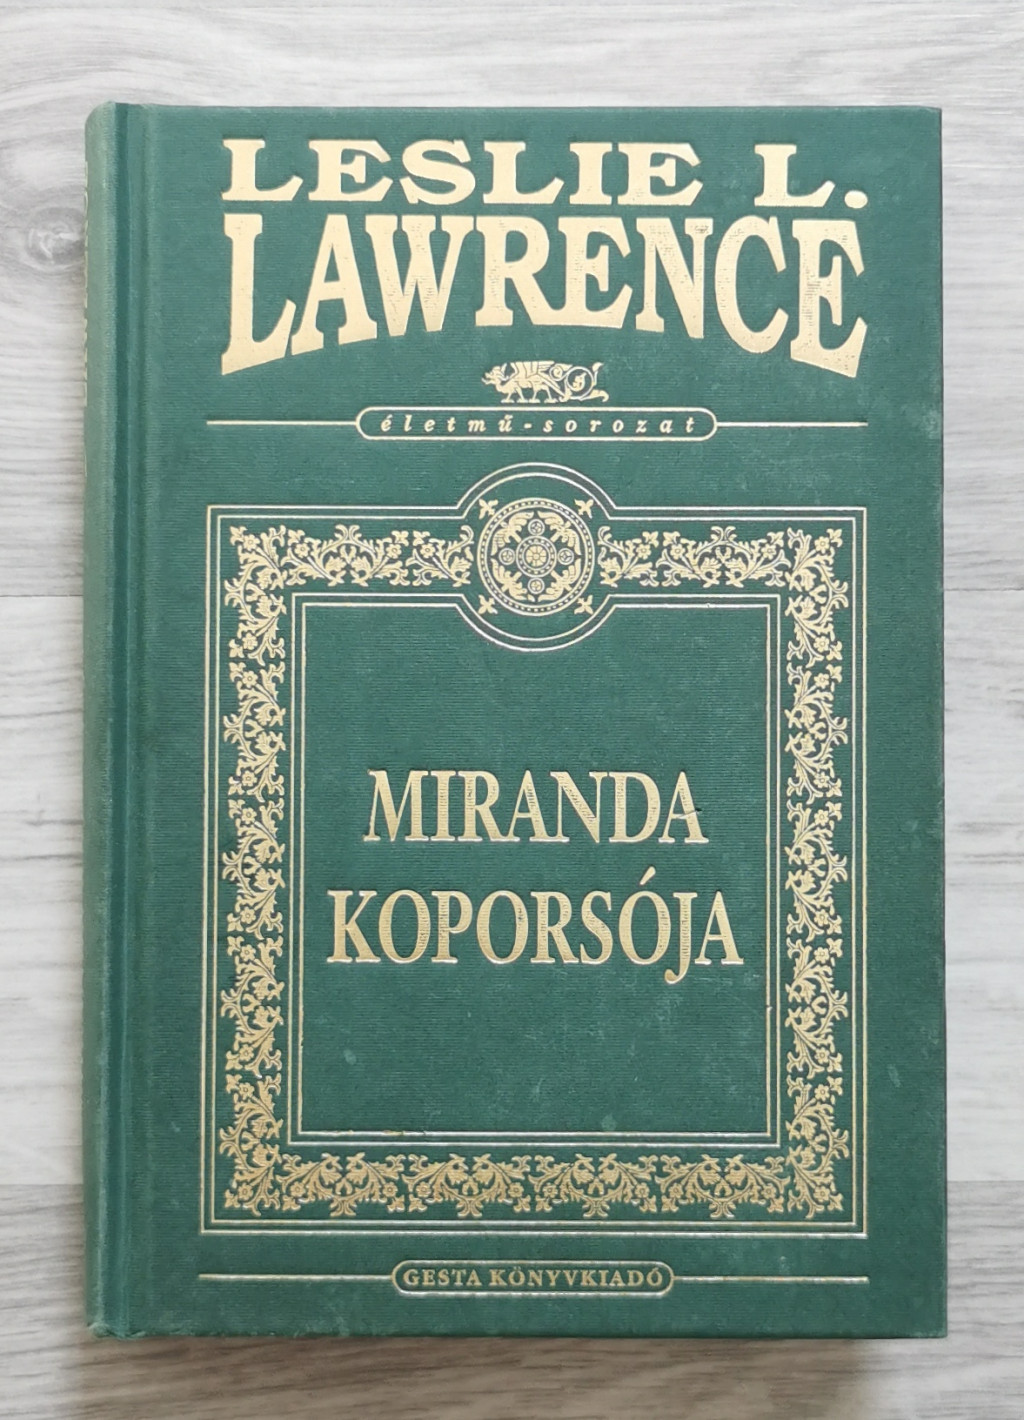 LESLIE L.
LAWRENCE
életmű-sorozat
MIRANDA
KOPORSÓJA
GESTA KÖNYVKIADÓ